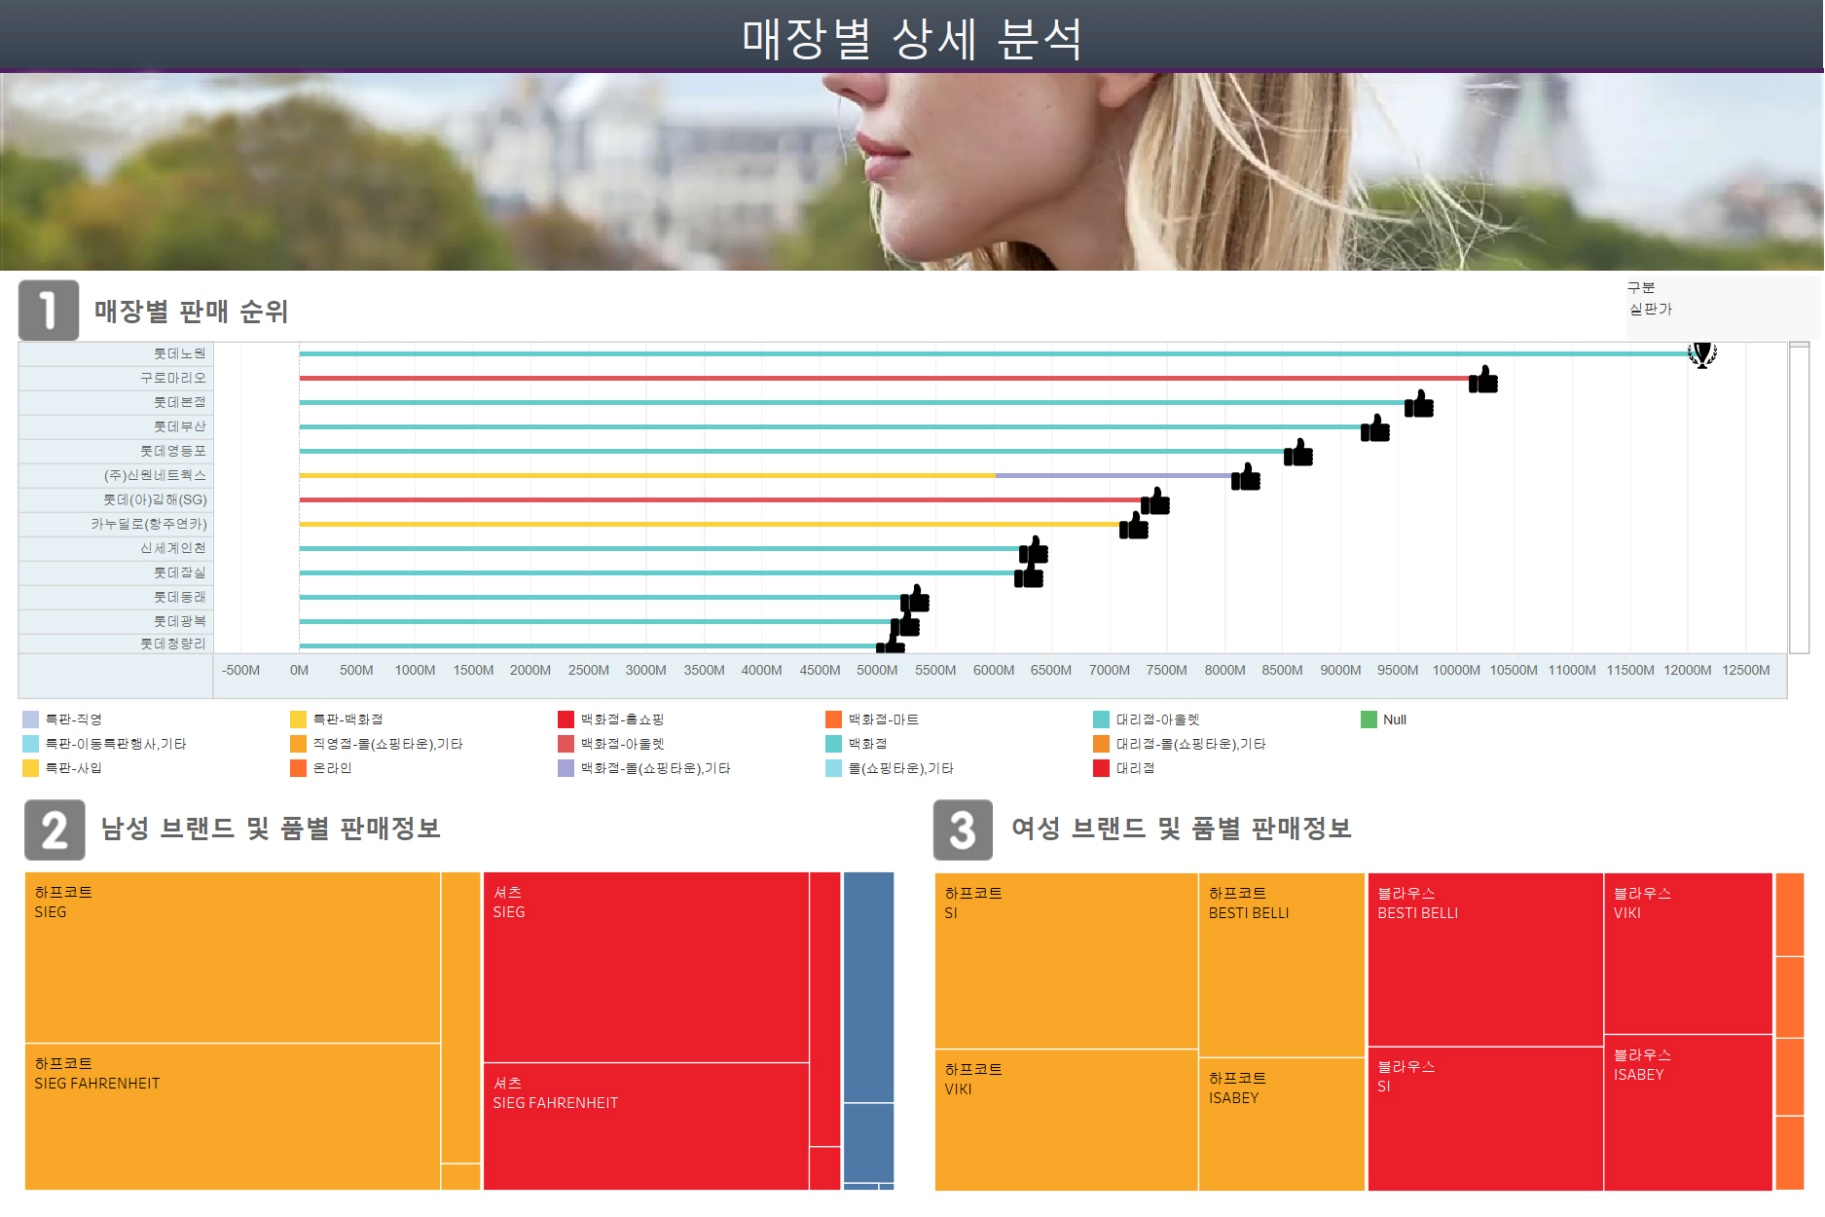 매장별 상세 분석
1 매장별 판매 순위
구분
실판가
롯데노원
구로마리오
롯데본점
롯데부산
롯데영등포
(주)신원네트웍스
롯데(아)김해(SG)
카누딜로(항주연카)
신세계인천
롯데잠실
롯데동래
롯데광복
롯데청량리
-500M 0M 500M 1000M 1500M 2000M 2500M 3000M 3500M 4000M 4500M 5000M 5500M 6000M 6500M 7000M 7500M 8000M 8500M 9000M 9500M 10000M 10500M 11000M 11500M 12000M 12500M
특판-직영 특판-백화점 백화점-홈쇼핑 백화점-마트 대리점-아울렛 Null
특판-이동특판행사,기타 직영점-몰(쇼핑타운),기타 백화점-아울렛 백화점 대리점-몰(쇼핑타운),기타
특판-사입 온라인 백화점-몰(쇼핑타운),기타 몰(쇼핑타운),기타 대리점
2 남성 브랜드 및 품별 판매정보
하프코트
SIEG
하프코트
SIEG FAHRENHEIT
셔츠
SIEG
셔츠
SIEG FAHRENHEIT
3 여성 브랜드 및 품별 판매정보
하프코트
SI
하프코트
VIKI
하프코트
BESTI BELLI
하프코트
ISABEY
블라우스
BESTI BELLI
블라우스
SI
블라우스
VIKI
블라우스
ISABEY